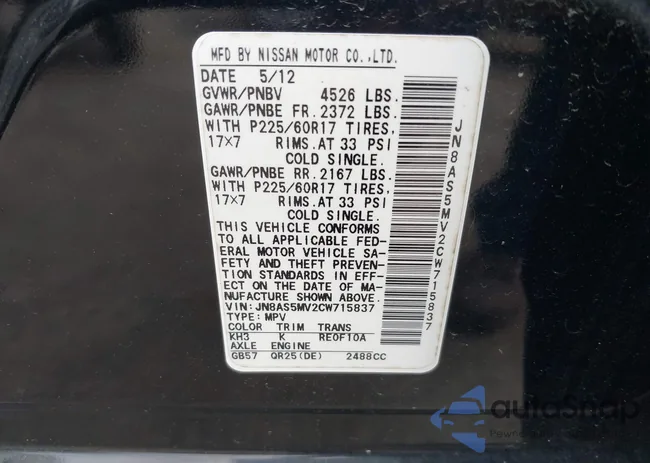 MFD BY NISSAN MOTOR CO.,LTD.
DATE 5/12
GVWR/PNBV 4526 LBS.
GAWR/PNBE FR. 2372 LBS.
WITH P225/60R17 TIRES,
17×7 RIMS.AT 33 PSI
COLD SINGLE.
GAWR/PNBE RR. 2167 LBS.
WITH P225/60R17 TIRES,
17×7 RIMS.AT 33 PSI
COLD SINGLE.
THIS VEHICLE CONFORMS
TO ALL APPLICABLE FED-
ERAL MOTOR VEHICLE SA-
FETY AND THEFT PREVEN-
TION STANDARDS IN EFF-
ECT ON THE DATE OF MA-
NUFACTURE SHOWN ABOVE.
VIN: JN8AS5MV2CW715837
TYPE: MPV
COLOR TRIM TRANS
KH3 K RE0F10A
AXLE ENGINE
GB57 QR25(DE) 2488CC
JN8AS5MV2CW715837
autoSnap